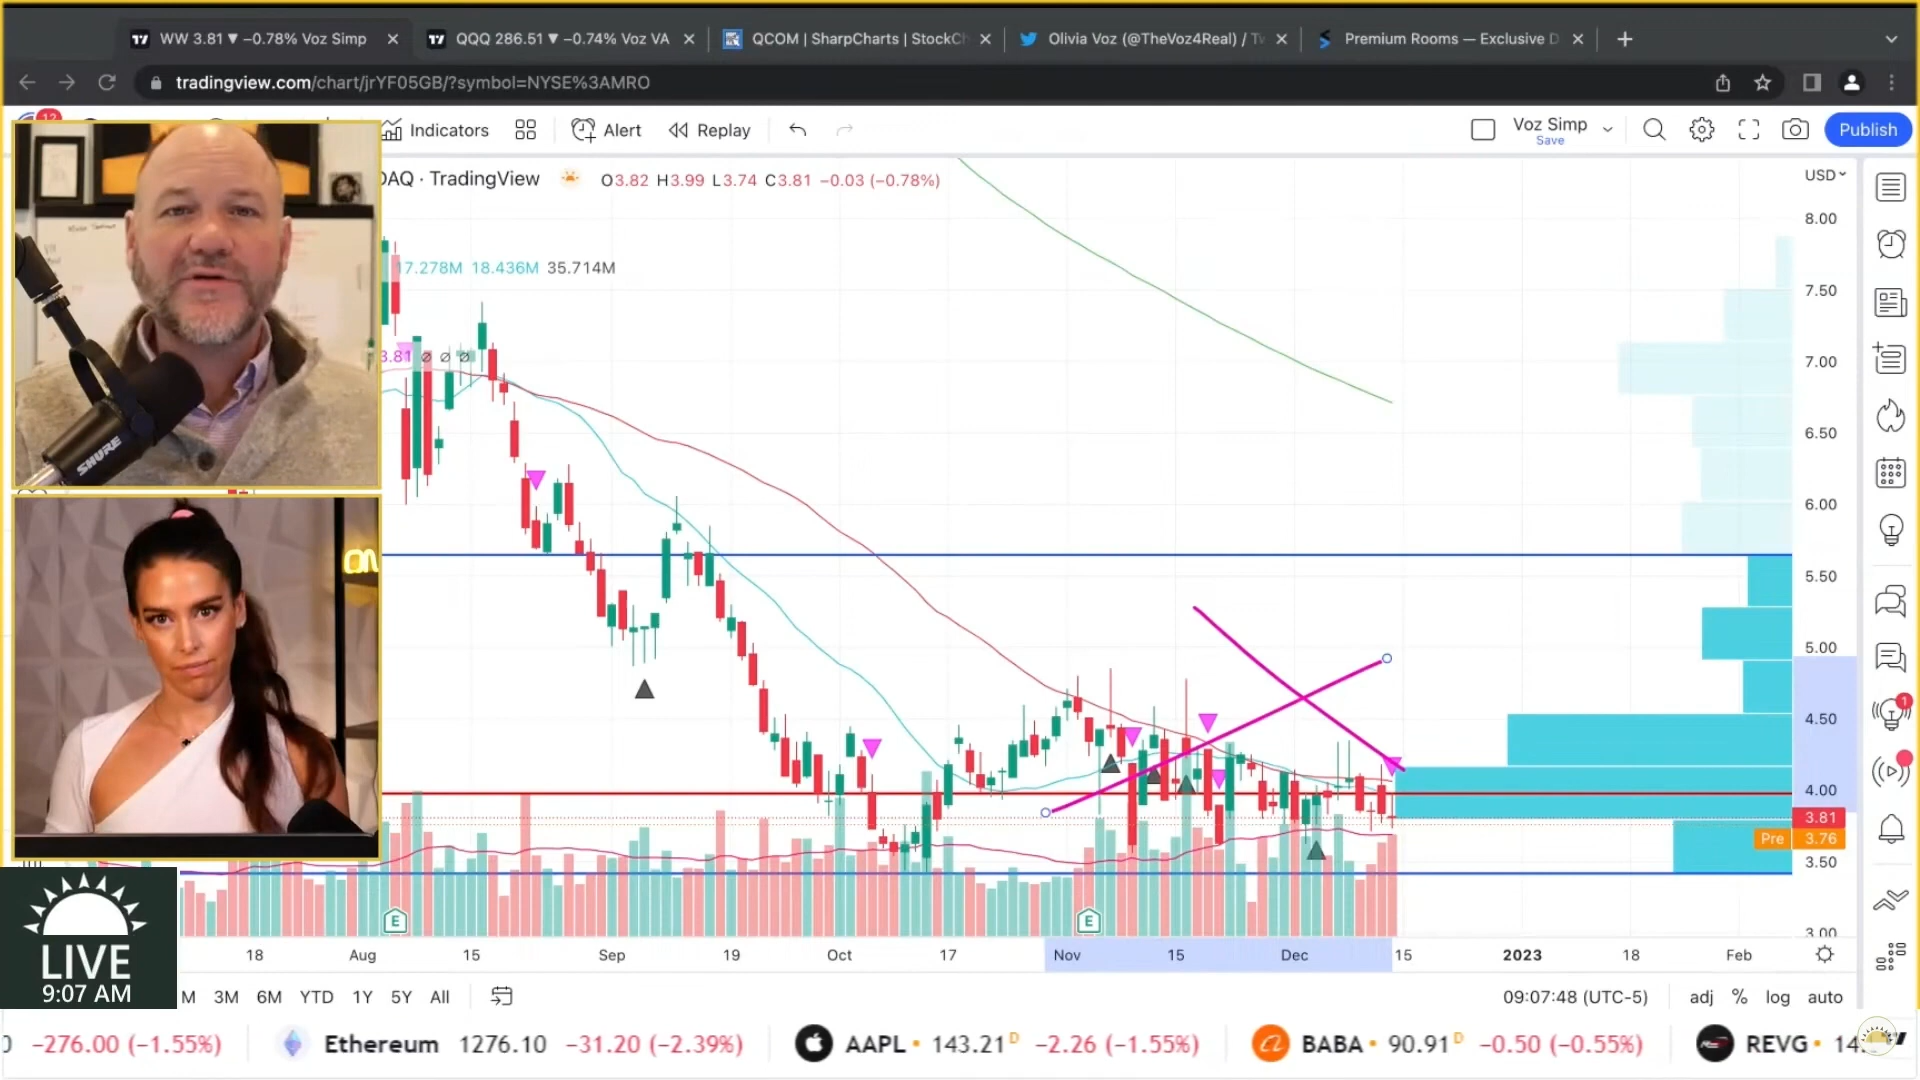 WW 3.81 ▼ −0.78% Voz Simp
QQQ 286.51 ▼ −0.74% Voz VA
QCOM | SharpCharts | StockCh
Olivia Voz (@TheVoz4Real) / Tw
Premium Rooms — Exclusive D
tradingview.com/chart/jrYF05GB/?symbol=NYSE%3AMRO
12
Indicators
Alert
Replay
Voz Simp
Save
Publish
DAQ · TradingView
O3.82 H3.99 L3.74 C3.81 −0.03 (−0.78%)
USD
17.278M 18.436M 35.714M
3.81 ∅ ∅ ∅
8.00
7.50
7.00
6.50
6.00
5.50
5.00
4.50
4.00
3.81
Pre 3.76
3.50
3.00
1
SHURE
E
E
18 Aug 15 Sep 19 Oct 17 Nov 15 Dec 15 2023 18 Feb
LIVE
9:07 AM
M 3M 6M YTD 1Y 5Y All
09:07:48 (UTC-5)
adj % log auto
0 −276.00 (−1.55%)
Ethereum 1276.10 −31.20 (−2.39%)
AAPL 143.21 D −2.26 (−1.55%)
BABA 90.91 D −0.50 (−0.55%)
REVG 14.